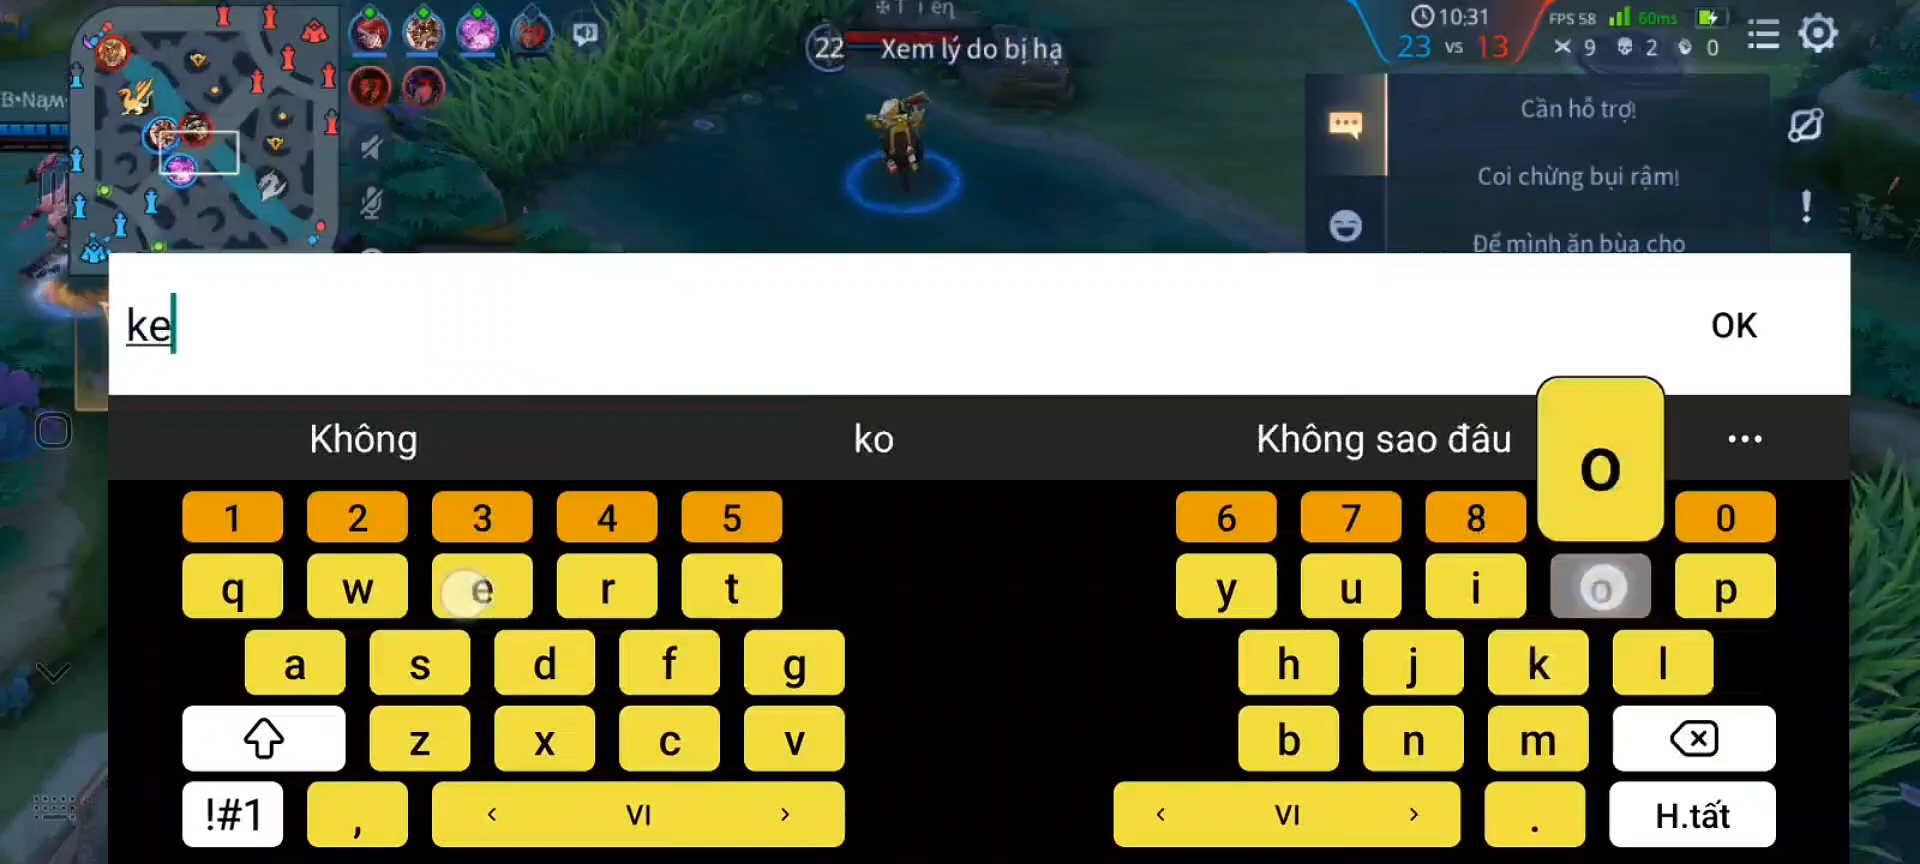 10:31
FPS 58
60ms
23 vs 13
9
2
0
22
Xem lý do bị hạ
Cần hỗ trợ!
Coi chừng bụi rậm!
Để mình ăn bùa cho
ke
OK
Không
ko
Không sao đâu
o
1 2 3 4 5 6 7 8 0
q w e r t y u i o p
a s d f g h j k l
z x c v b n m
!#1 , < VI > < VI > . H.tất